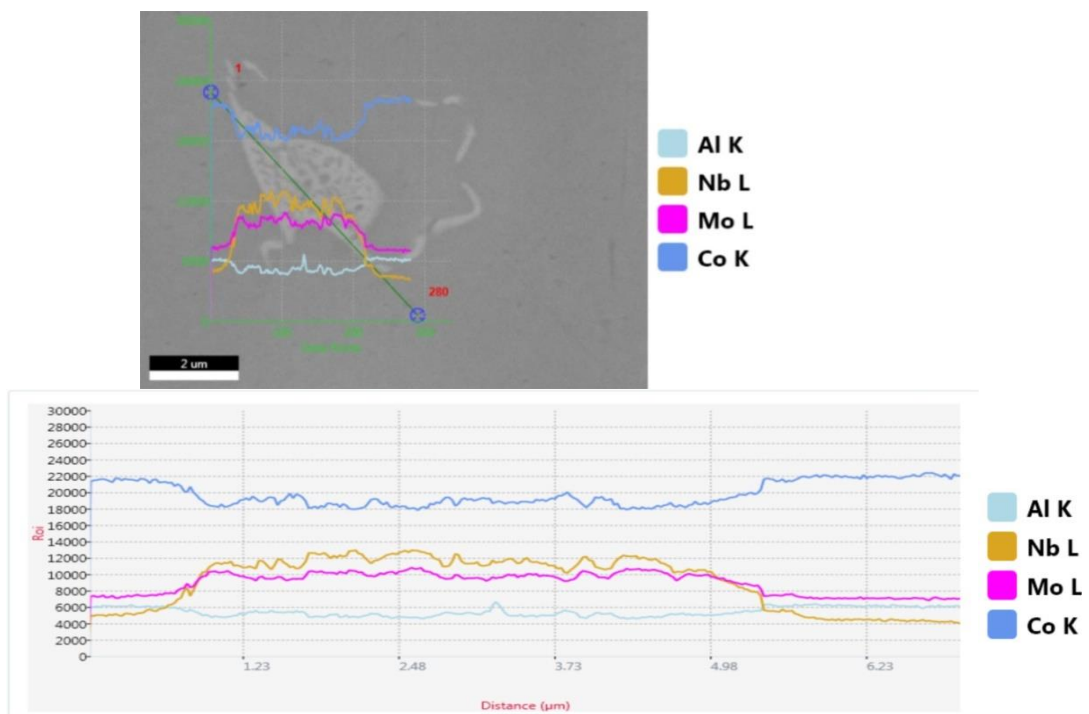 1
280
2 um
Al K
Nb L
Mo L
Co K
30000
28000
26000
24000
22000
20000
18000
16000
14000
12000
10000
8000
6000
4000
2000
0
Roi
1.23
2.48
3.73
4.98
6.23
Distance (µm)
Al K
Nb L
Mo L
Co K